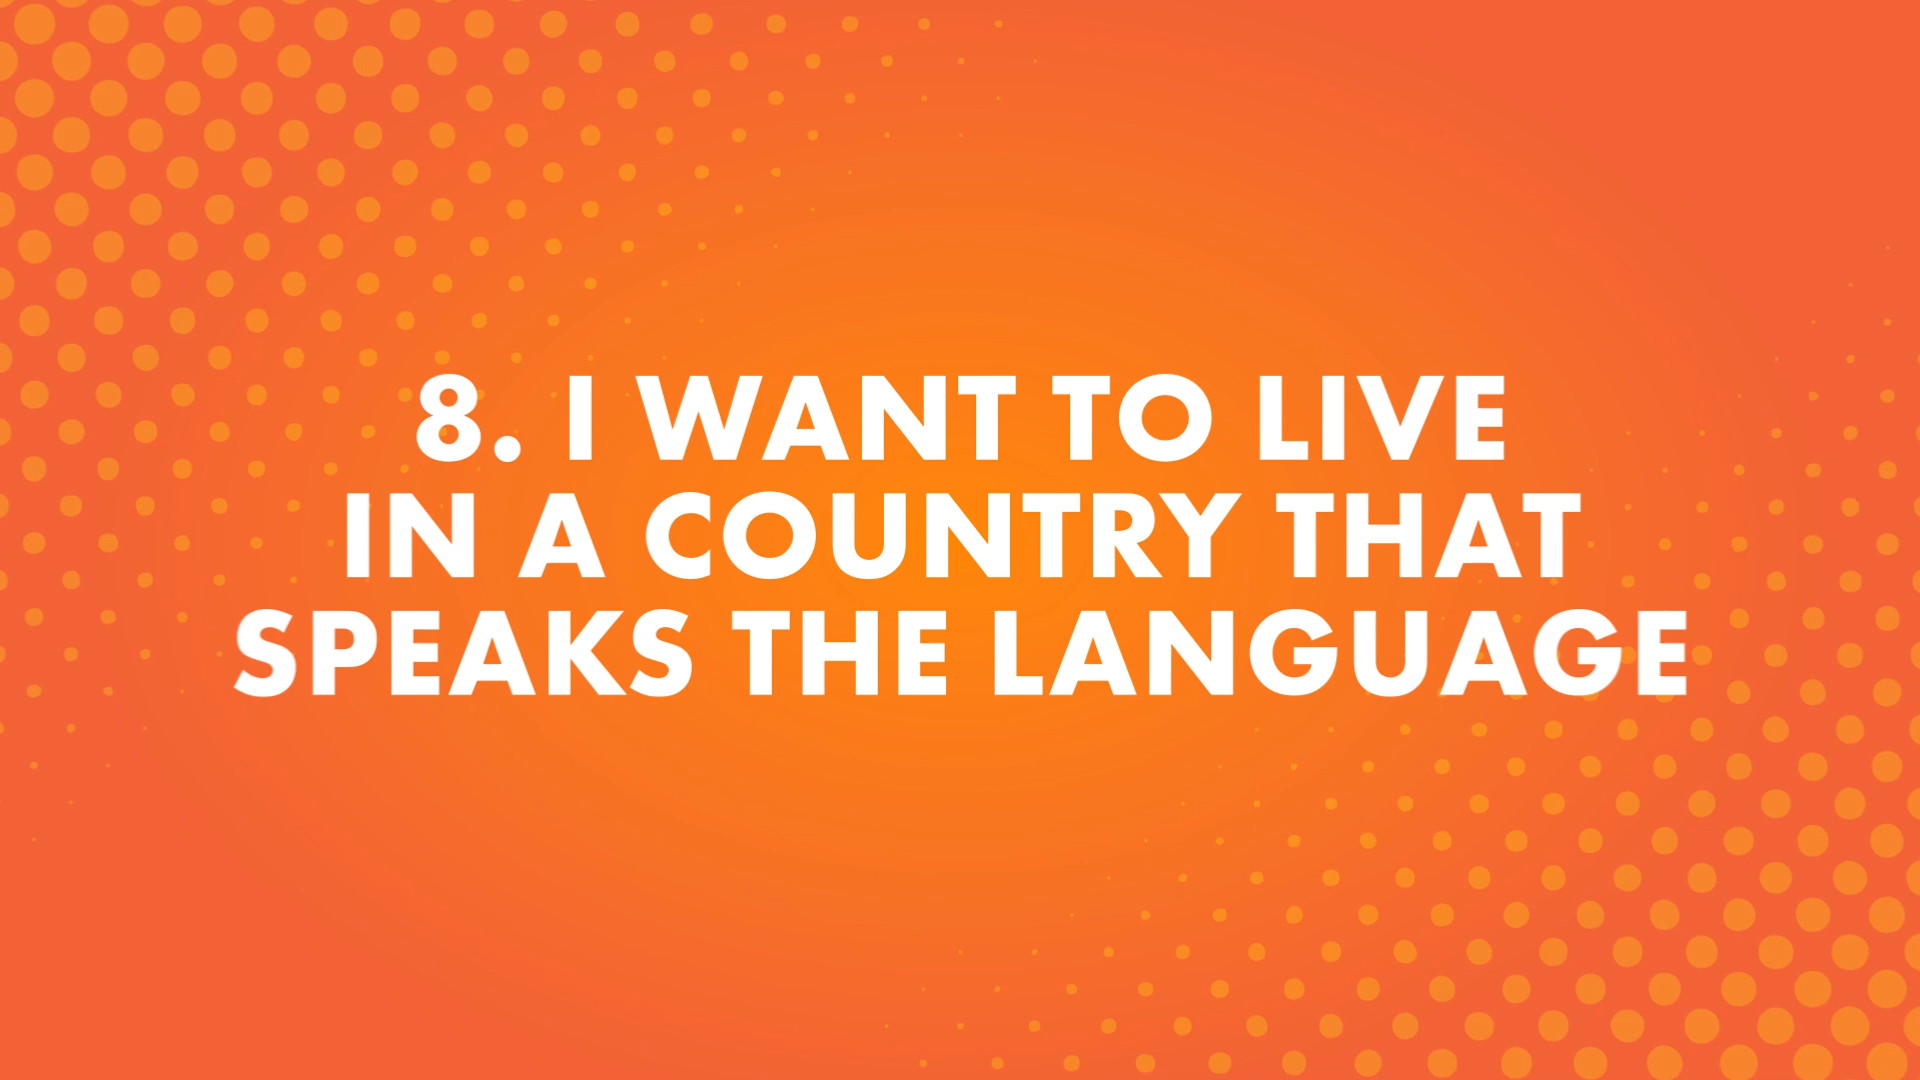 8. I WANT TO LIVE
IN A COUNTRY THAT
SPEAKS THE LANGUAGE